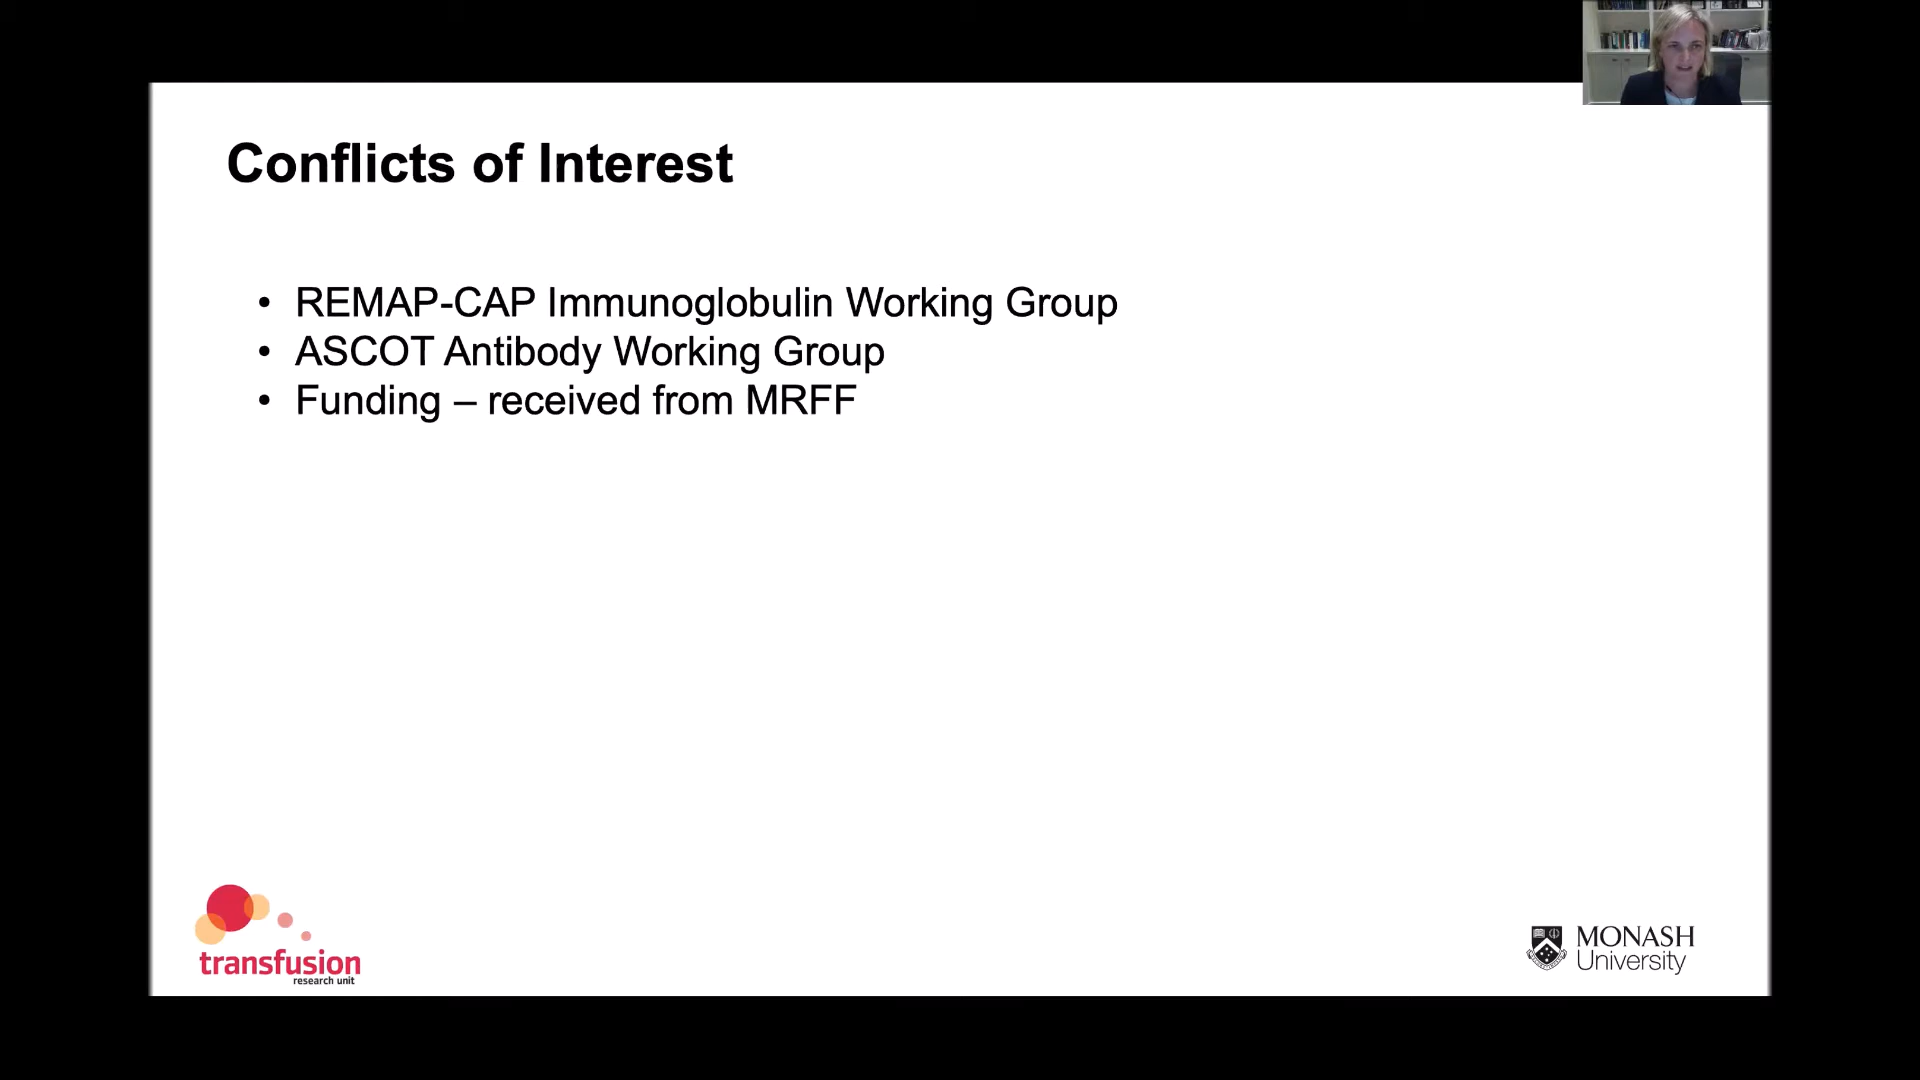 Conflicts of Interest
• REMAP-CAP Immunoglobulin Working Group
• ASCOT Antibody Working Group
• Funding – received from MRFF
transfusion
research unit
MONASH
University